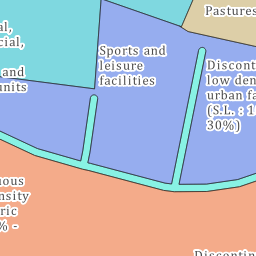 Pastures
al,
cial,
and
units
Sports and
leisure
facilities
Discont
low den
urban fa
(S.L. : 1
30%)
uous
nsity
ric
% -
Discontin